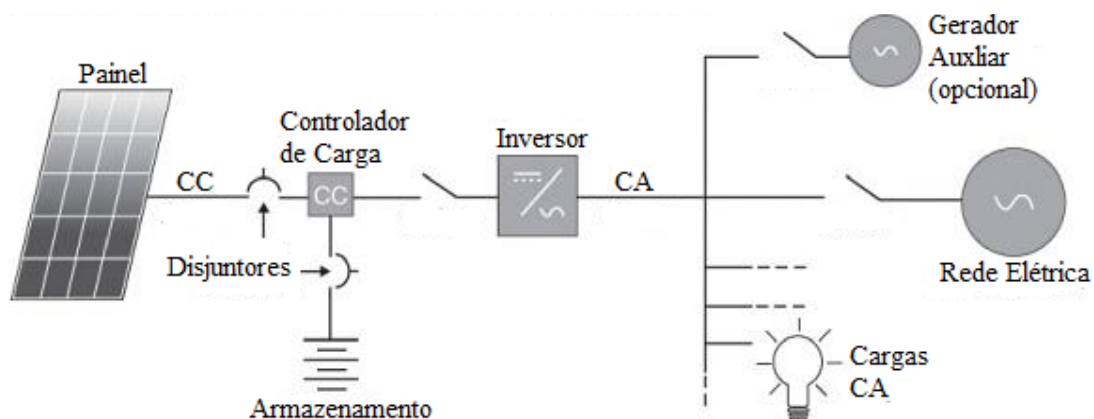 Painel
CC
Disjuntores
Controlador
de Carga
CC
Armazenamento
Inversor
CA
Gerador
Auxliar
(opcional)
Rede Elétrica
Cargas
CA